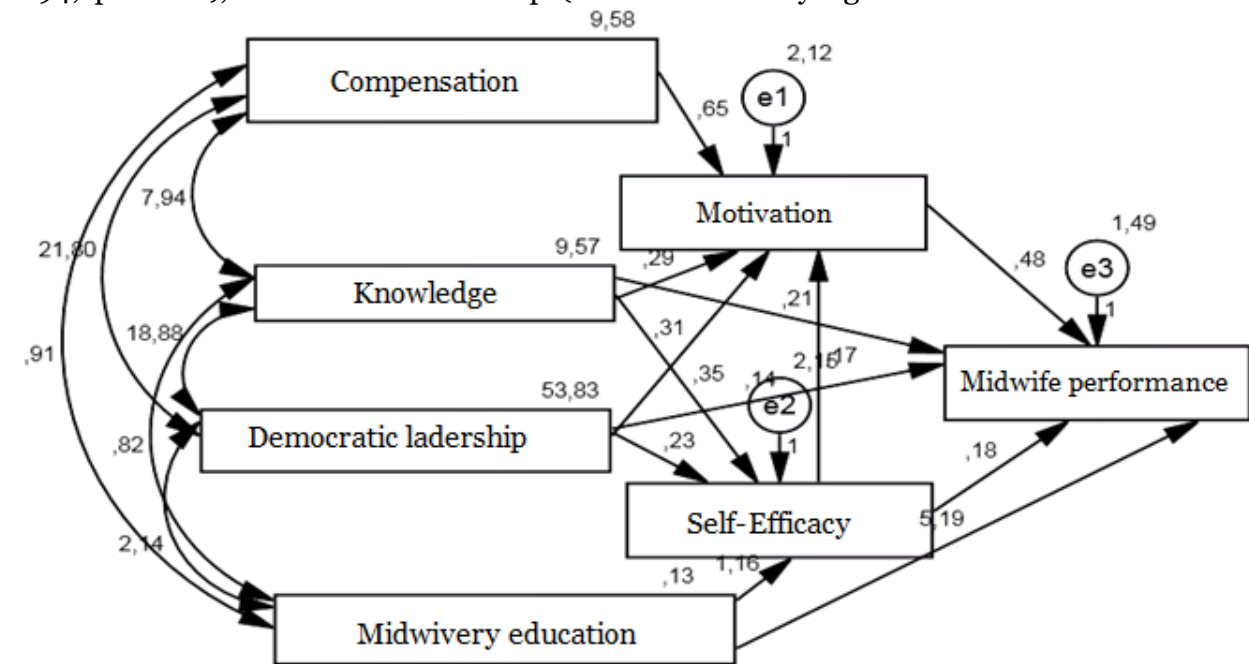 9,58
2,12
Compensation
e1
,65
1
7,94
Motivation
1,49
21,80
9,57
,29
,48
e3
Knowledge
,21
1
,31
18,88
,91
2,15
,17
,35
,14
53,83
Midwife performance
e2
Democratic ladership
,82
,23
1
,18
Self-Efficacy
5,19
2,14
1,16
,13
Midwivery education